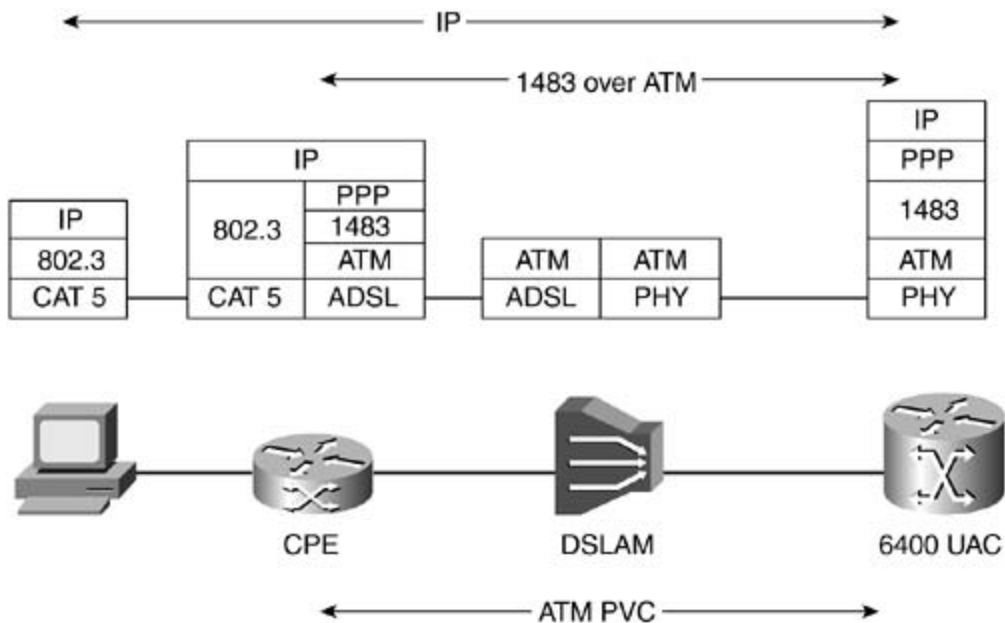 IP
1483 over ATM
IP
802.3
CAT 5
IP
802.3
CAT 5
PPP
1483
ATM
ADSL
ATM
ADSL
ATM
PHY
IP
PPP
1483
ATM
PHY
CPE
DSLAM
6400 UAC
ATM PVC